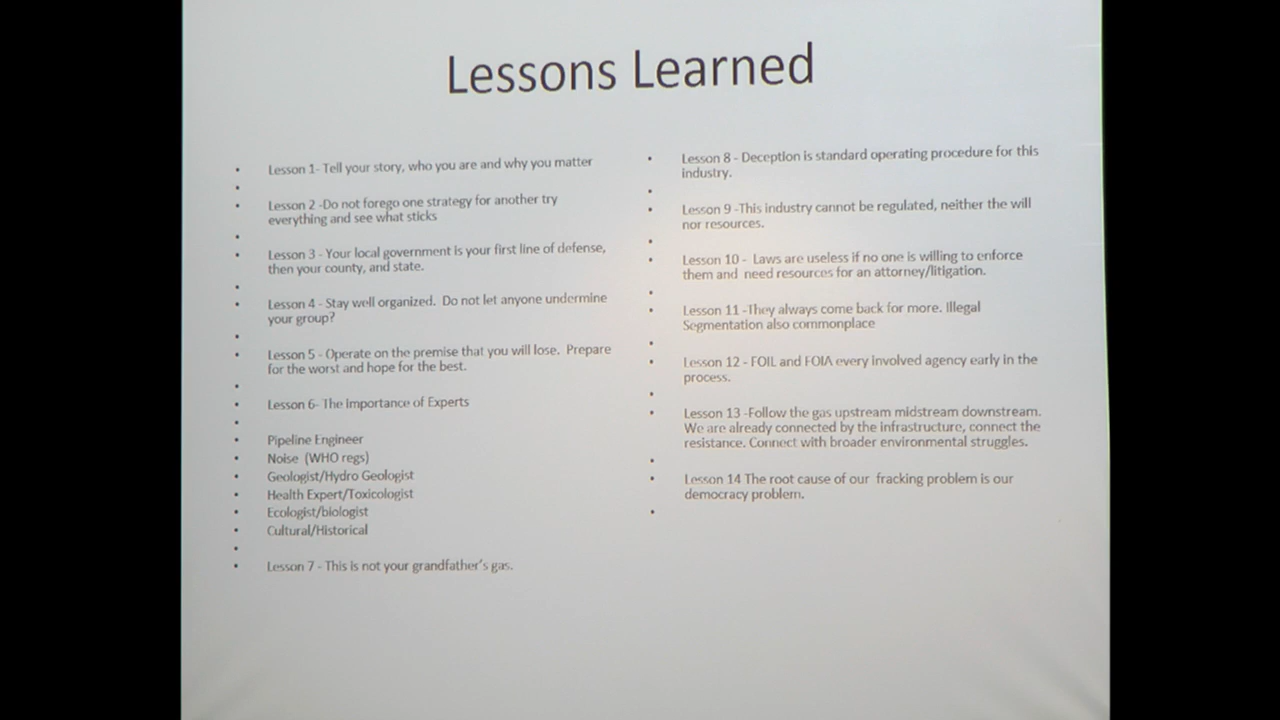 Lessons Learned
• Lesson 1- Tell your story, who you are and why you matter
•
• Lesson 2 -Do not forego one strategy for another try
everything and see what sticks
•
• Lesson 3 - Your local government is your first line of defense,
then your county, and state.
•
• Lesson 4 - Stay well organized.  Do not let anyone undermine
your group?
•
• Lesson 5 - Operate on the premise that you will lose.  Prepare
for the worst and hope for the best.
•
• Lesson 6- The importance of Experts
•
• Pipeline Engineer
• Noise  (WHO regs)
• Geologist/Hydro Geologist
• Health Expert/Toxicologist
• Ecologist/biologist
• Cultural/Historical
•
• Lesson 7 - This is not your grandfather's gas.
• Lesson 8 - Deception is standard operating procedure for this
industry.
•
• Lesson 9 -This industry cannot be regulated, neither the will
nor resources.
•
• Lesson 10 -  Laws are useless if no one is willing to enforce
them and  need resources for an attorney/litigation.
•
• Lesson 11 -They always come back for more. Illegal
Segmentation also commonplace
•
• Lesson 12 - FOIL and FOIA every involved agency early in the
process.
•
• Lesson 13 -Follow the gas upstream midstream downstream.
We are already connected by the infrastructure, connect the
resistance. Connect with broader environmental struggles.
•
• Lesson 14 The root cause of our  fracking problem is our
democracy problem.
•